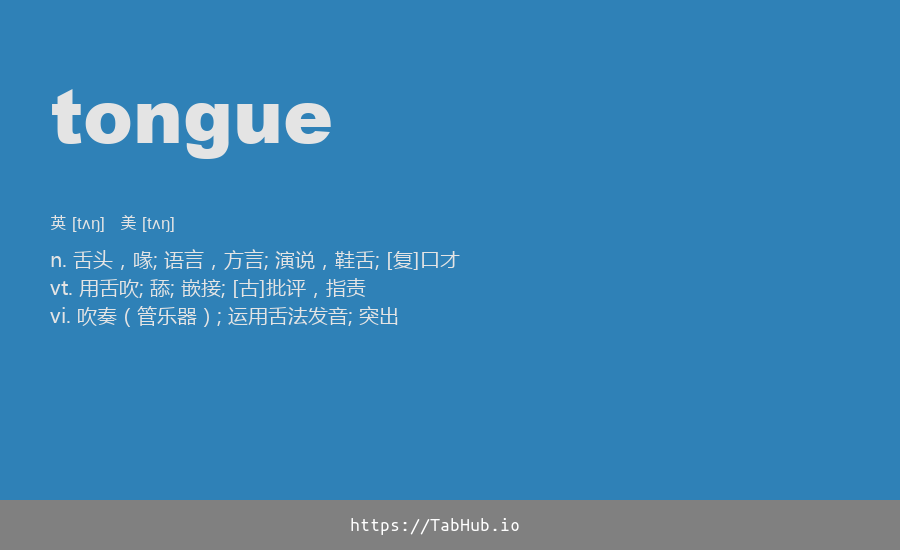 tongue
英 [tʌŋ] 美 [tʌŋ]
n. 舌头，喙; 语言，方言; 演说，鞋舌; [复]口才
vt. 用舌吹; 舔; 嵌接; [古]批评，指责
vi. 吹奏（管乐器）; 运用舌法发音; 突出
https://TabHub.io